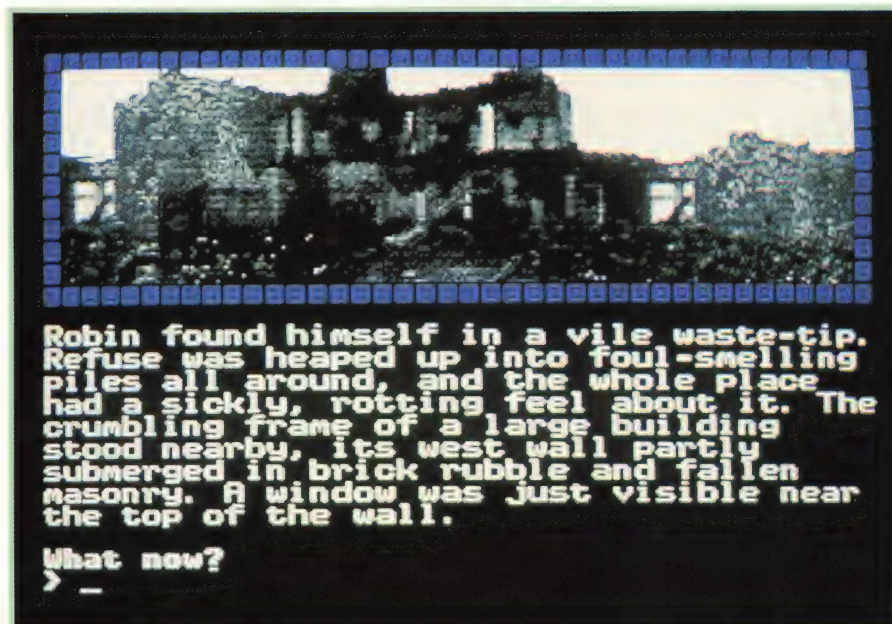 Robin found himself in a vile waste-tip.
Refuse was heaped up into foul-smelling
piles all around, and the whole place
had a sickly, rotting feel about it. The
crumbling frame of a large building
stood nearby, its west wall partly
submerged in brick rubble and fallen
masonry. A window was just visible near
the top of the wall.
What now?
> _